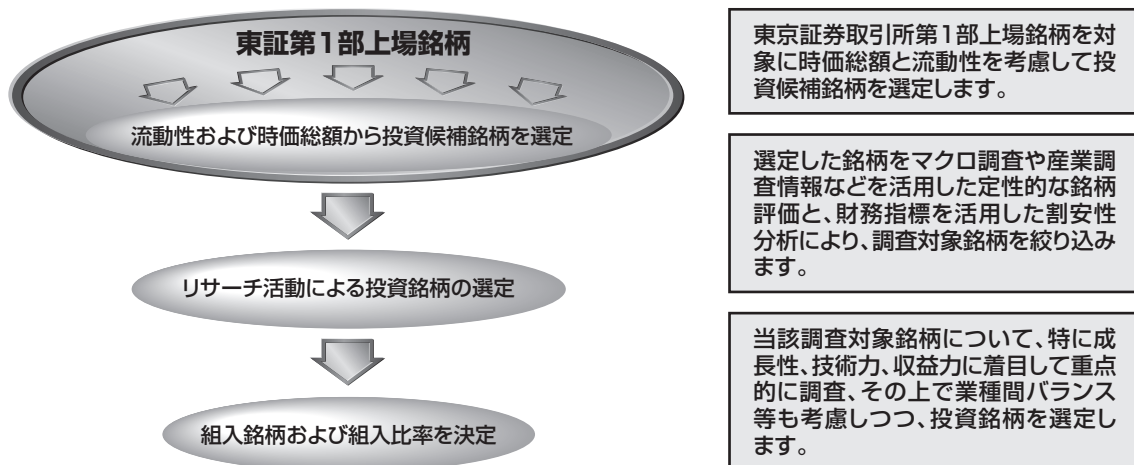 東証第1部上場銘柄
流動性および時価総額から投資候補銘柄を選定
リサーチ活動による投資銘柄の選定
組入銘柄および組入比率を決定
東京証券取引所第1部上場銘柄を対
象に時価総額と流動性を考慮して投
資候補銘柄を選定します。
選定した銘柄をマクロ調査や産業調
査情報などを活用した定性的な銘柄
評価と、財務指標を活用した割安性
分析により、調査対象銘柄を絞り込み
ます。
当該調査対象銘柄について、特に成
長性、技術力、収益力に着目して重点
的に調査、その上で業種間バランス
等も考慮しつつ、投資銘柄を選定し
ます。